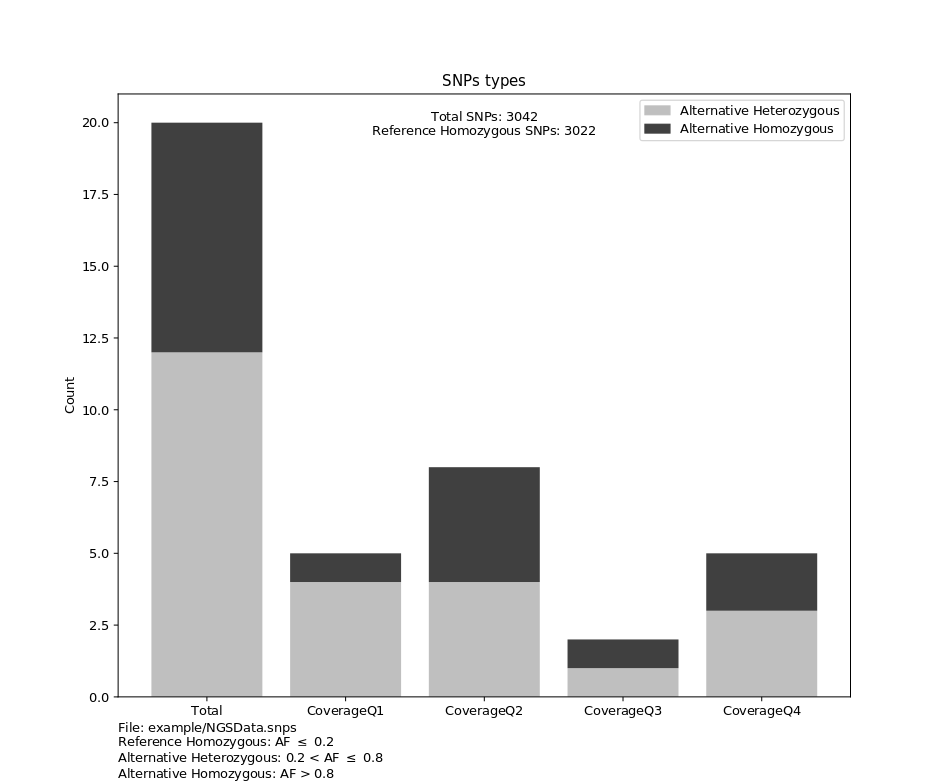 SNPs types
Total SNPs: 3042
Reference Homozygous SNPs: 3022
Alternative Heterozygous
Alternative Homozygous
Count
20.0
17.5
15.0
12.5
10.0
7.5
5.0
2.5
0.0
Total CoverageQ1 CoverageQ2 CoverageQ3 CoverageQ4
File: example/NGSData.snps
Reference Homozygous: AF ≤ 0.2
Alternative Heterozygous: 0.2 < AF ≤ 0.8
Alternative Homozygous: AF > 0.8